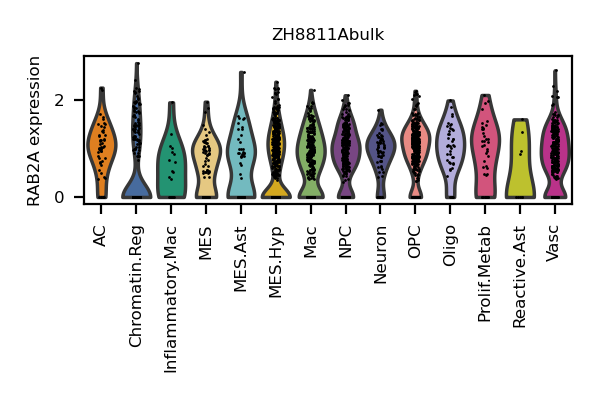 ZH8811Abulk
RAB2A expression
2
0
AC
Chromatin.Reg
Inflammatory.Mac
MES
MES.Ast
MES.Hyp
Mac
NPC
Neuron
OPC
Oligo
Prolif.Metab
Reactive.Ast
Vasc